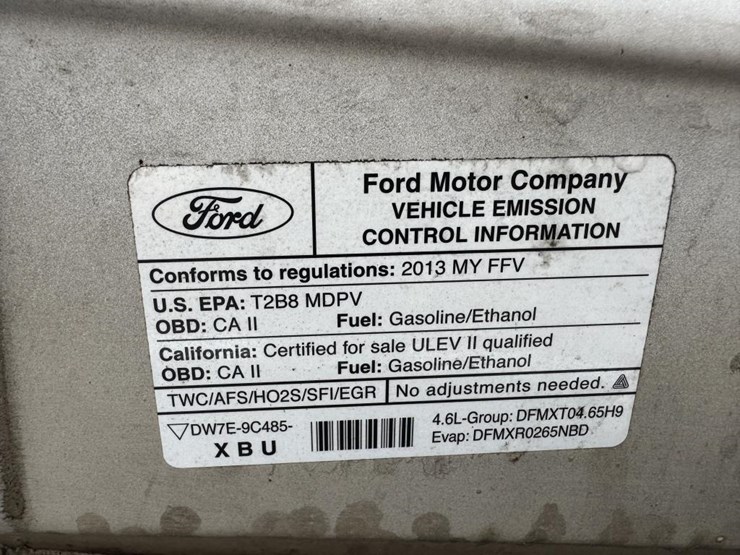 Ford
Ford Motor Company
VEHICLE EMISSION
CONTROL INFORMATION
Conforms to regulations: 2013 MY FFV
U.S. EPA: T2B8 MDPV
OBD: CA II Fuel: Gasoline/Ethanol
California: Certified for sale ULEV II qualified
OBD: CA II Fuel: Gasoline/Ethanol
TWC/AFS/HO2S/SFI/EGR No adjustments needed.
DW7E-9C485-
XBU
4.6L-Group: DFMXT04.65H9
Evap: DFMXR0265NBD